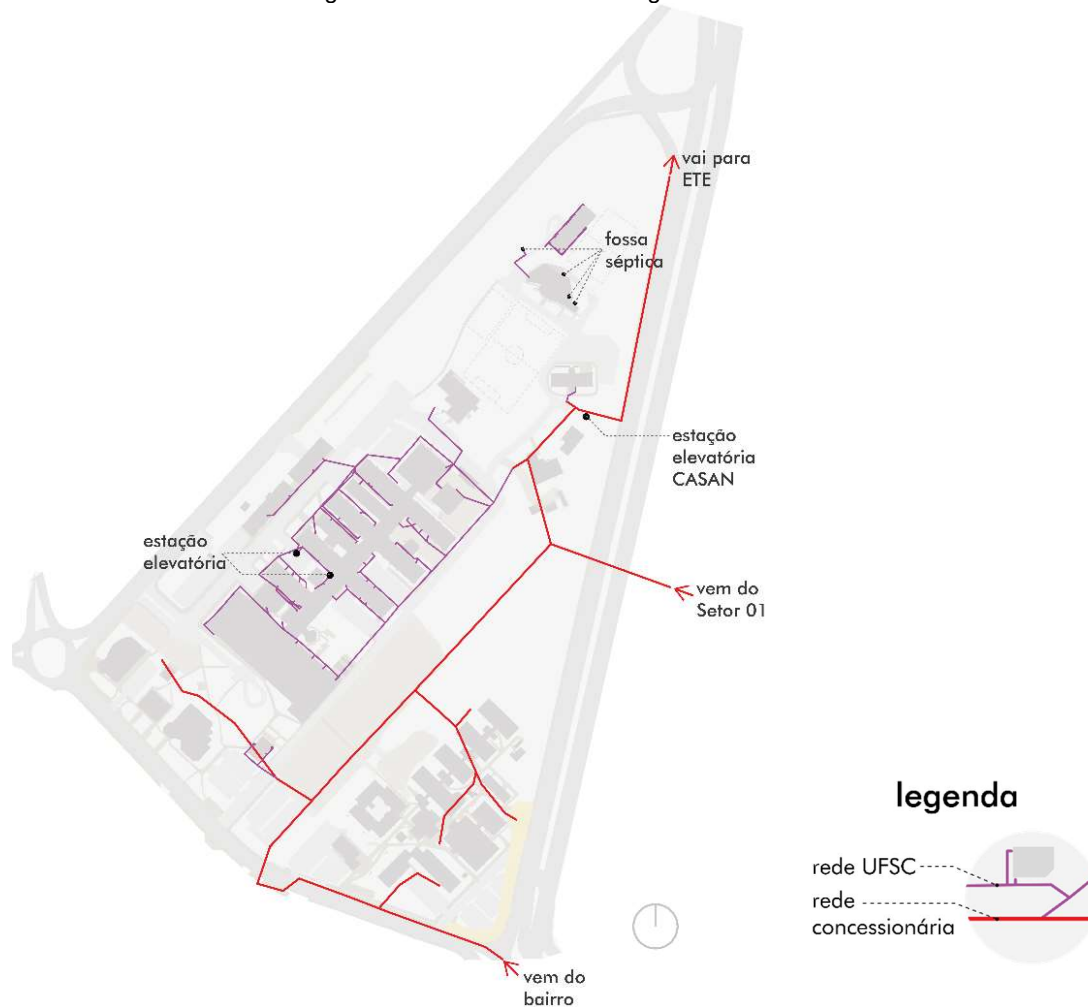 vai para
ETE
fossa
séptica
estação
elevatória
CASAN
estação
elevatória
vem do
Setor 01
legenda
rede UFSC
rede
concessionária
vem do
bairro